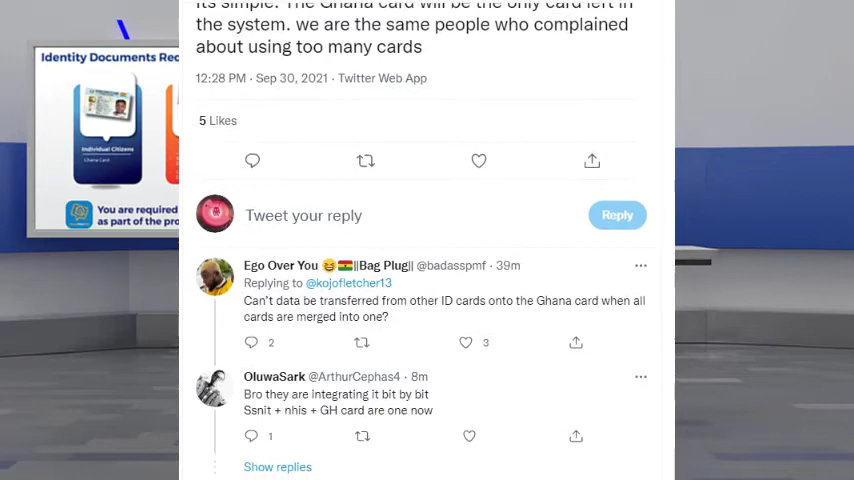 its simple! The Ghana card will be the only card left in
the system. we are the same people who complained
about using too many cards
12:28 PM · Sep 30, 2021 · Twitter Web App
5 Likes
Tweet your reply
Reply
Ego Over You 😆🇬🇭||Bag Plug|| @badasspmf · 39m
Replying to @kojofletcher13
Can't data be transferred from other ID cards onto the Ghana card when all
cards are merged into one?
2
3
OluwaSark @ArthurCephas4 · 8m
Bro they are integrating it bit by bit
Ssnit + nhis + GH card are one now
1
Show replies
Identity Documents Req
Individual Citizens
Ghana Card
You are required
as part of the pro